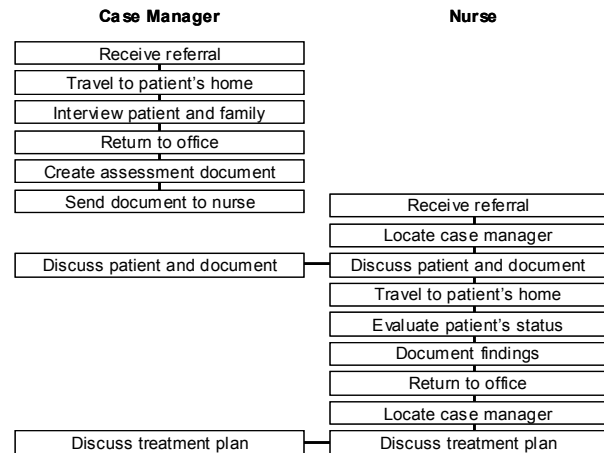 Case Manager
Nurse
Receive referral
Travel to patient's home
Interview patient and family
Return to office
Create assessment document
Send document to nurse
Receive referral
Locate case manager
Discuss patient and document
Discuss patient and document
Travel to patient's home
Evaluate patient's status
Document findings
Return to office
Locate case manager
Discuss treatment plan
Discuss treatment plan